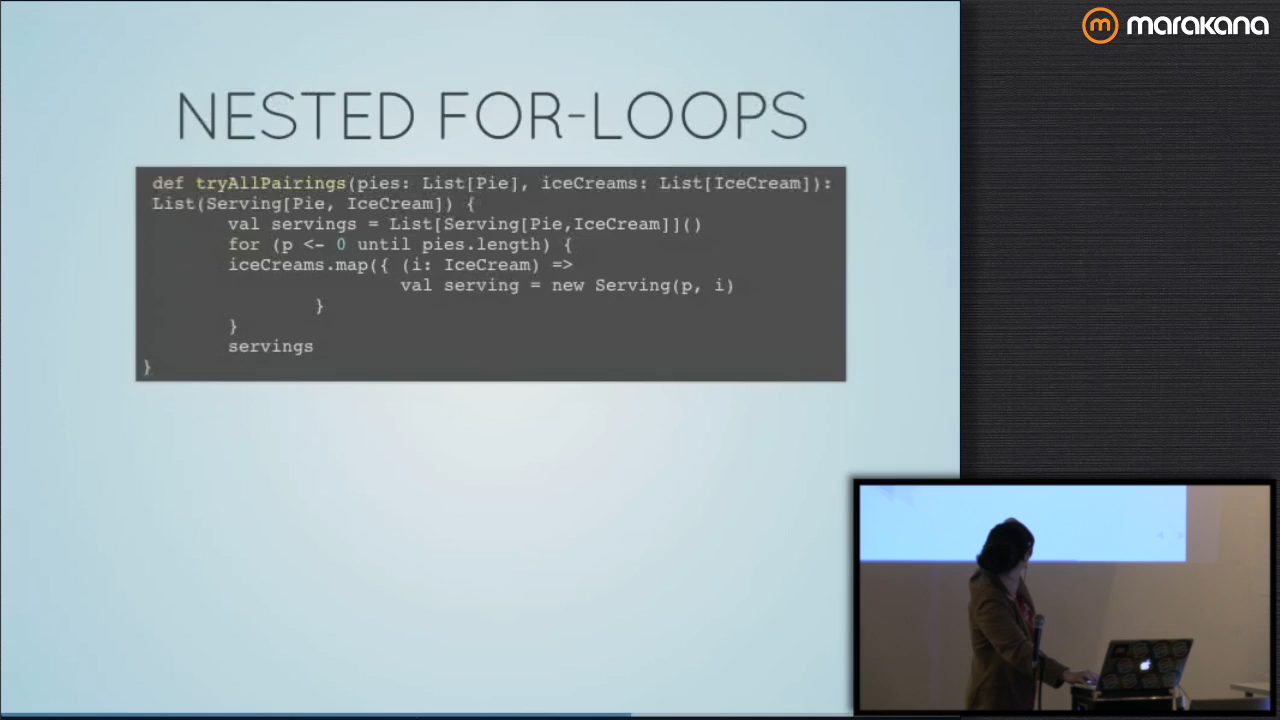 marakana
NESTED FOR-LOOPS
def tryAllPairings(pies: List[Pie], iceCreams: List[IceCream]):
List(Serving[Pie, IceCream]) {
val servings = List[Serving[Pie,IceCream]]()
for (p <- 0 until pies.length) {
iceCreams.map({ (i: IceCream) =>
val serving = new Serving(p, i)
}
}
servings
}